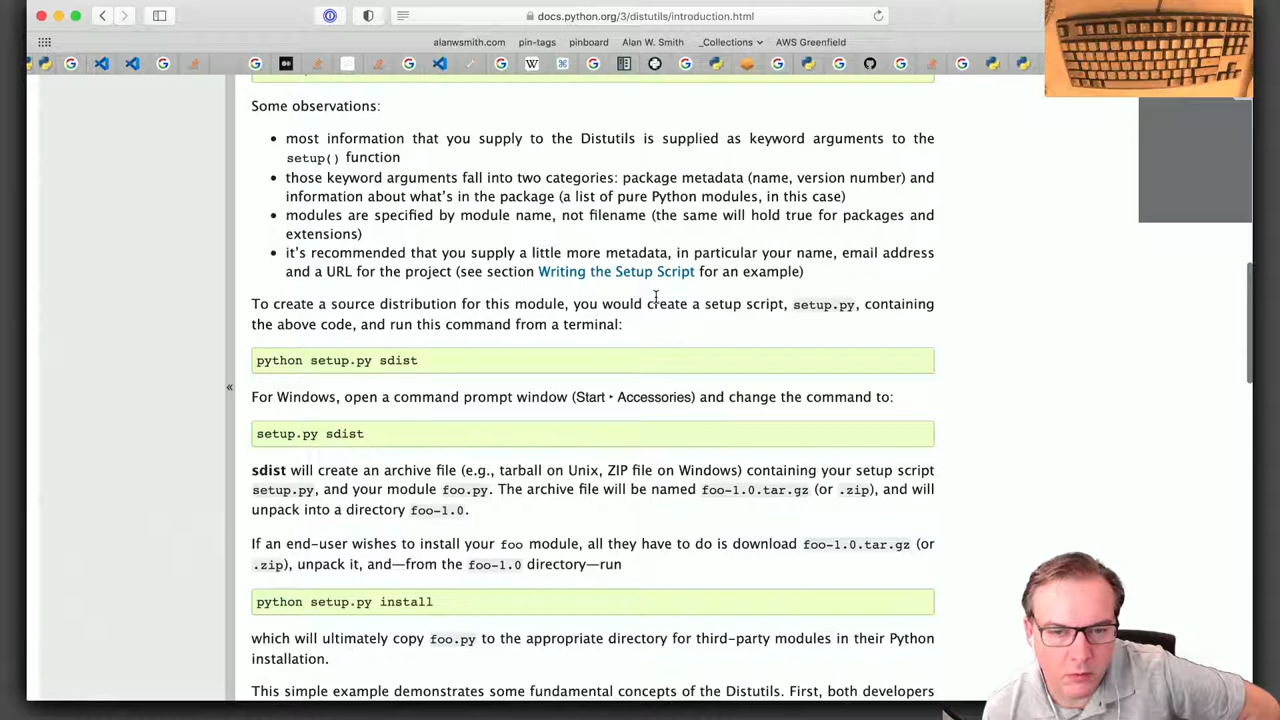 docs.python.org/3/distutils/introduction.html
alanwsmith.com pin-tags pinboard Alan W. Smith _Collections AWS Greenfield
Some observations:
• most information that you supply to the Distutils is supplied as keyword arguments to the
setup() function
• those keyword arguments fall into two categories: package metadata (name, version number) and
information about what's in the package (a list of pure Python modules, in this case)
• modules are specified by module name, not filename (the same will hold true for packages and
extensions)
• it's recommended that you supply a little more metadata, in particular your name, email address
and a URL for the project (see section Writing the Setup Script for an example)
To create a source distribution for this module, you would create a setup script, setup.py, containing
the above code, and run this command from a terminal:
python setup.py sdist
«
For Windows, open a command prompt window (Start ‣ Accessories) and change the command to:
setup.py sdist
sdist will create an archive file (e.g., tarball on Unix, ZIP file on Windows) containing your setup script
setup.py, and your module foo.py. The archive file will be named foo-1.0.tar.gz (or .zip), and will
unpack into a directory foo-1.0.
If an end-user wishes to install your foo module, all they have to do is download foo-1.0.tar.gz (or
.zip), unpack it, and—from the foo-1.0 directory—run
python setup.py install
which will ultimately copy foo.py to the appropriate directory for third-party modules in their Python
installation.
This simple example demonstrates some fundamental concepts of the Distutils. First, both developers